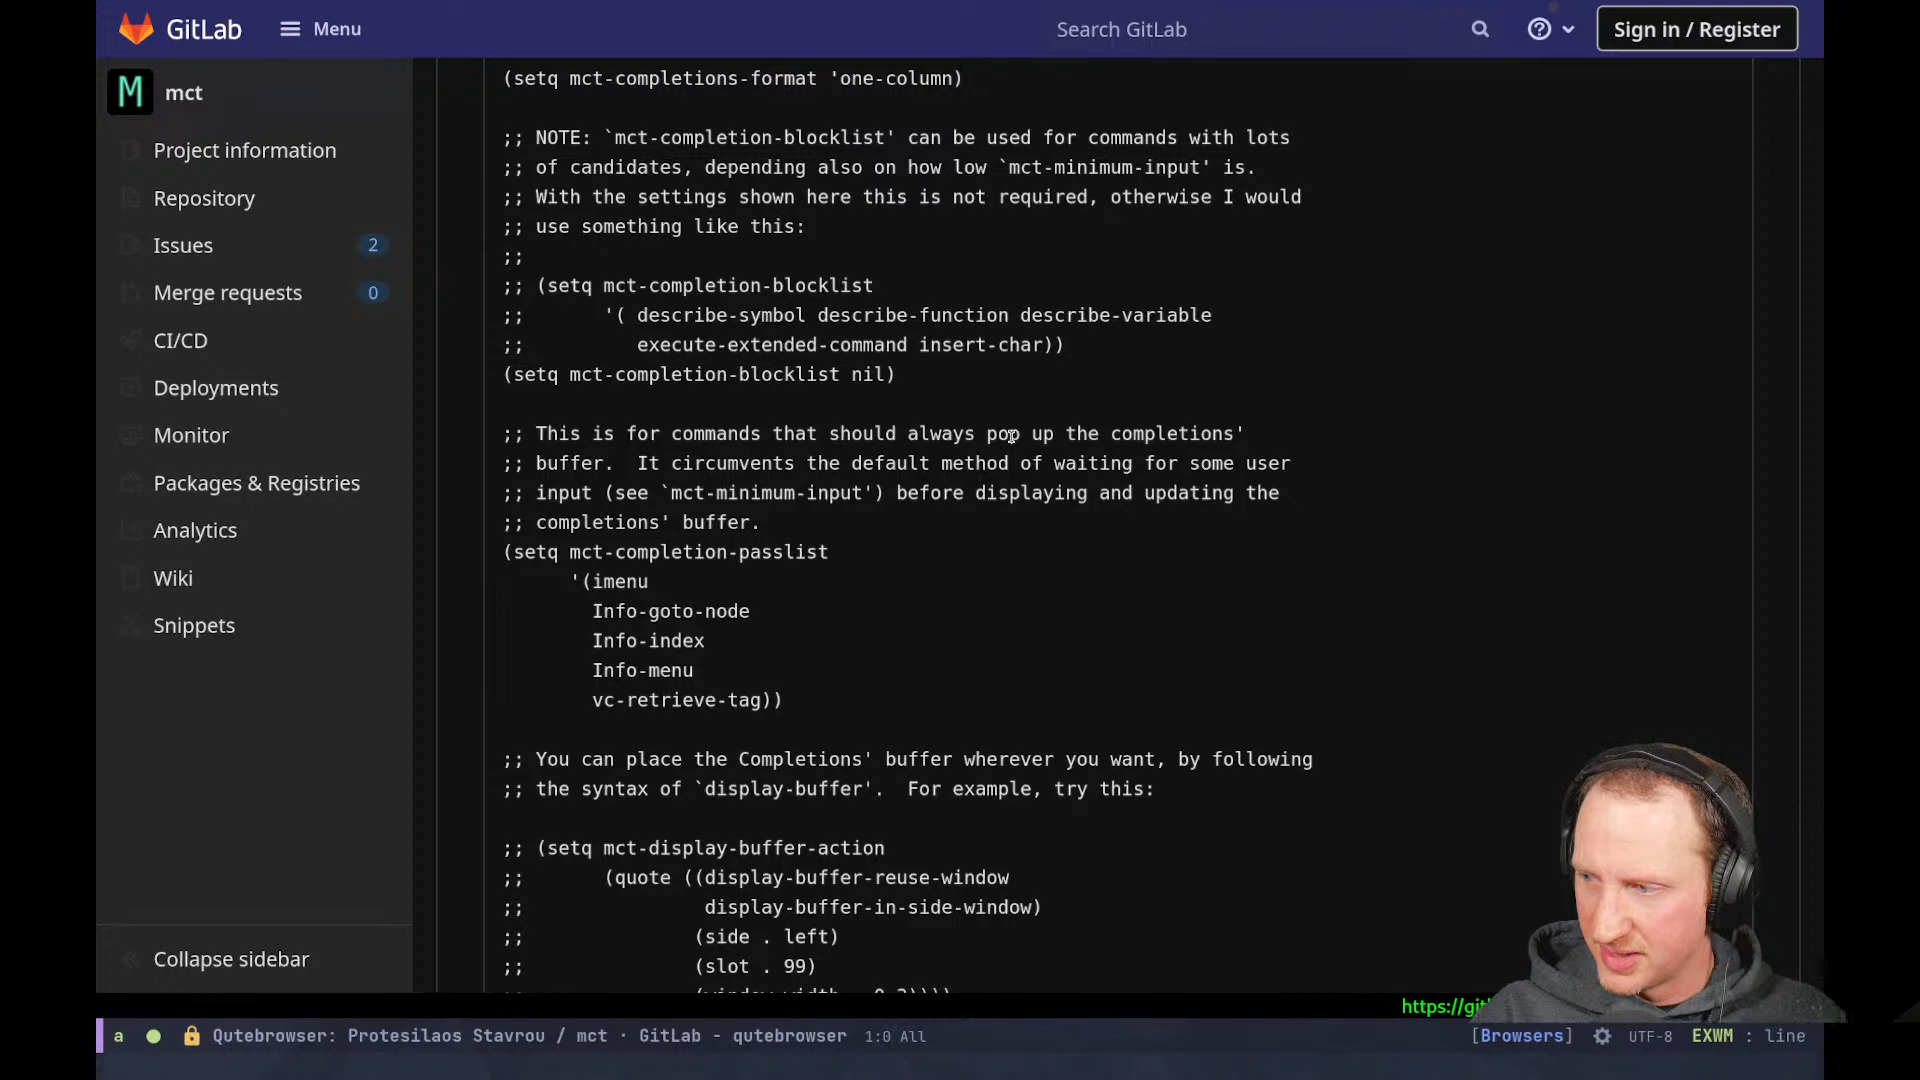 GitLab
Menu
Search GitLab
Sign in / Register
M mct
Project information
Repository
Issues 2
Merge requests 0
CI/CD
Deployments
Monitor
Packages & Registries
Analytics
Wiki
Snippets
Collapse sidebar
(setq mct-completions-format 'one-column)
;; NOTE: `mct-completion-blocklist' can be used for commands with lots
;; of candidates, depending also on how low `mct-minimum-input' is.
;; With the settings shown here this is not required, otherwise I would
;; use something like this:
;;
;; (setq mct-completion-blocklist
;;       '( describe-symbol describe-function describe-variable
;;          execute-extended-command insert-char))
(setq mct-completion-blocklist nil)
;; This is for commands that should always pop up the completions'
;; buffer.  It circumvents the default method of waiting for some user
;; input (see `mct-minimum-input') before displaying and updating the
;; completions' buffer.
(setq mct-completion-passlist
      '(imenu
        Info-goto-node
        Info-index
        Info-menu
        vc-retrieve-tag))
;; You can place the Completions' buffer wherever you want, by following
;; the syntax of `display-buffer'.  For example, try this:
;; (setq mct-display-buffer-action
;;       (quote ((display-buffer-reuse-window
;;                display-buffer-in-side-window)
;;               (side . left)
;;               (slot . 99)
https://git
a Qutebrowser: Protesilaos Stavrou / mct · GitLab - qutebrowser 1:0 All
[Browsers] UTF-8 EXWM : line